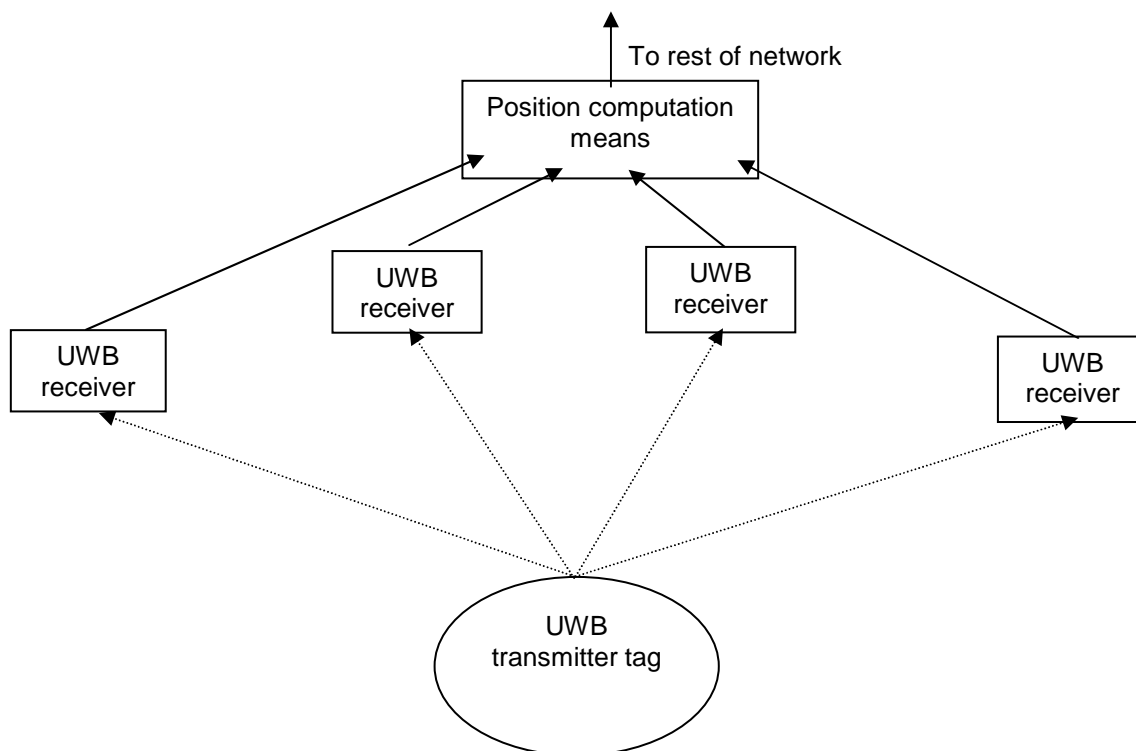 To rest of network
Position computation
means
UWB
receiver
UWB
receiver
UWB
receiver
UWB
receiver
UWB
transmitter tag